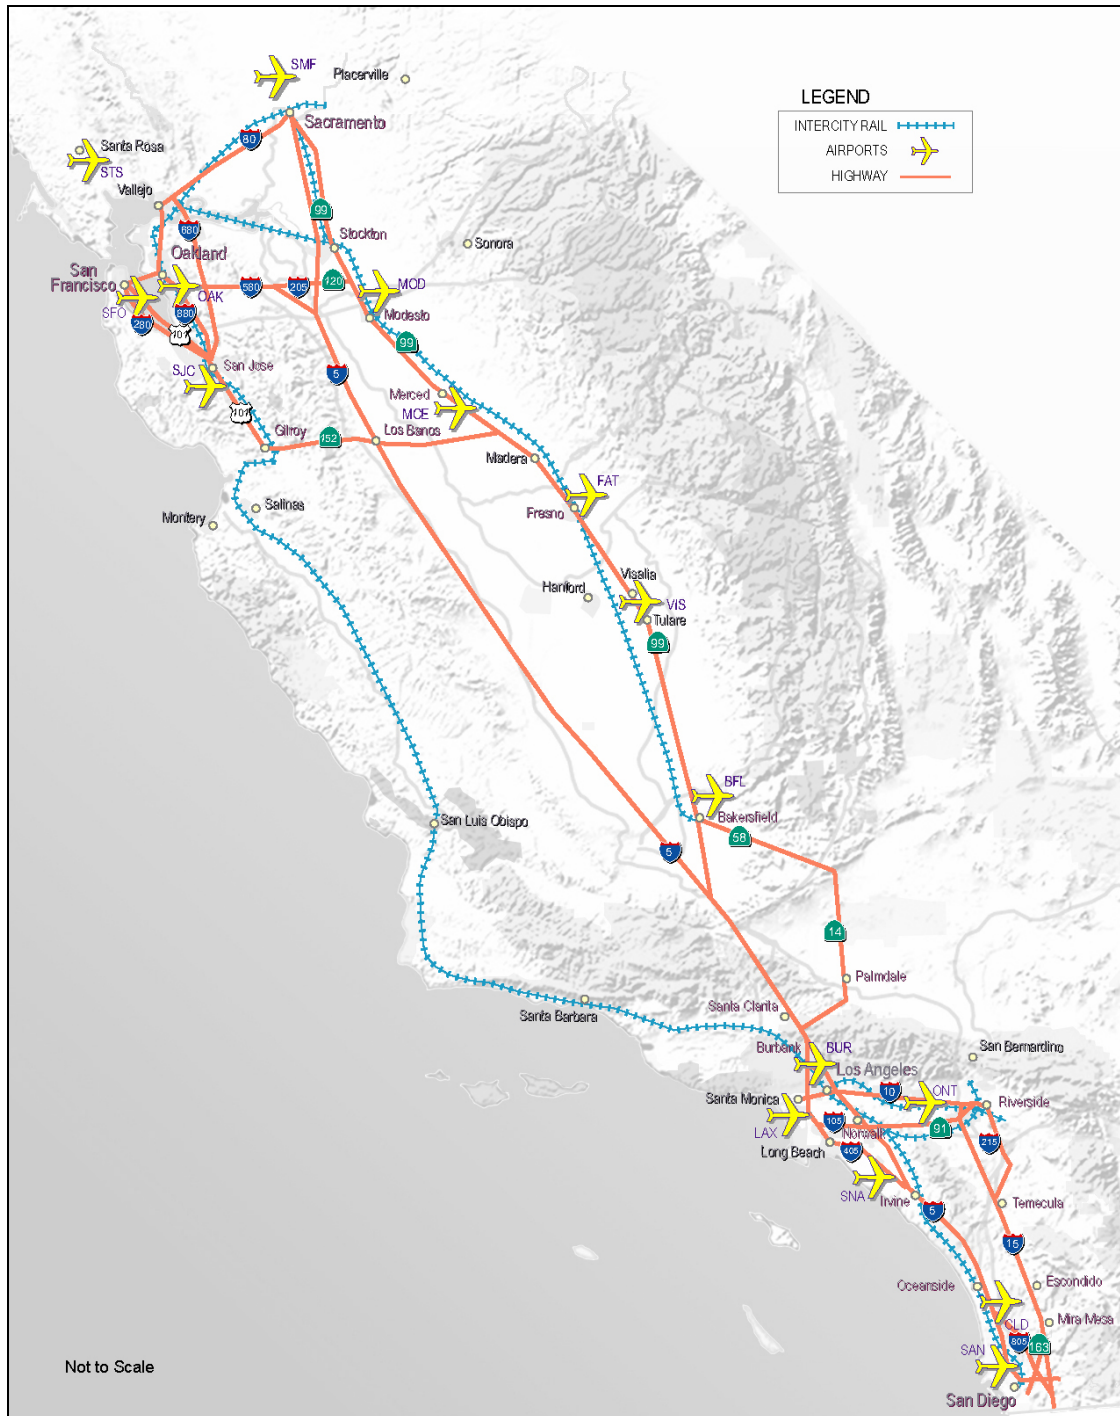 SMF
Placerville
LEGEND
INTERCITY RAIL
AIRPORTS
HIGHWAY
Sacramento
80
Santa Rosa
STS
Vallejo
99
680
Stockton
Sonora
Oakland
San
Francisco
OAK
580
205
120
MOD
SFO
280
880
101
Modesto
99
San Jose
SJC
5
Merced
MCE
101
Gilroy
152
Los Banos
Madera
FAT
Salinas
Montery
Fresno
Visalia
Hanford
VIS
Tulare
99
BFL
Bakersfield
San Luis Obispo
58
5
14
Palmdale
Santa Clarita
Santa Barbara
Burbank
BUR
San Bernardino
Los Angeles
10
ONT
Santa Monica
Riverside
LAX
105
Norwalk
91
215
Long Beach
405
SNA
Irvine
5
Temecula
15
Oceanside
Escondido
CLD
Mira Mesa
805
163
SAN
San Diego
Not to Scale